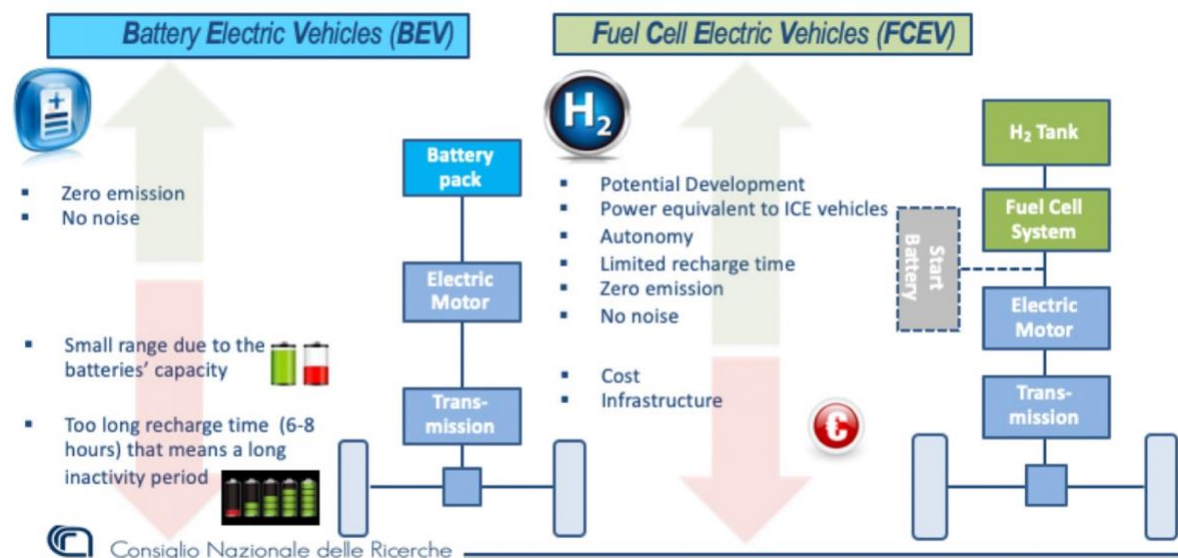 Battery Electric Vehicles (BEV)
Zero emission
No noise
Small range due to the
batteries' capacity
Too long recharge time (6-8
hours) that means a long
inactivity period
Battery
pack
Electric
Motor
Trans-
mission
Fuel Cell Electric Vehicles (FCEV)
H₂
Potential Development
Power equivalent to ICE vehicles
Autonomy
Limited recharge time
Zero emission
No noise
Cost
Infrastructure
€
H₂ Tank
Fuel Cell
System
Start
Battery
Electric
Motor
Trans-
mission
Consiglio Nazionale delle Ricerche